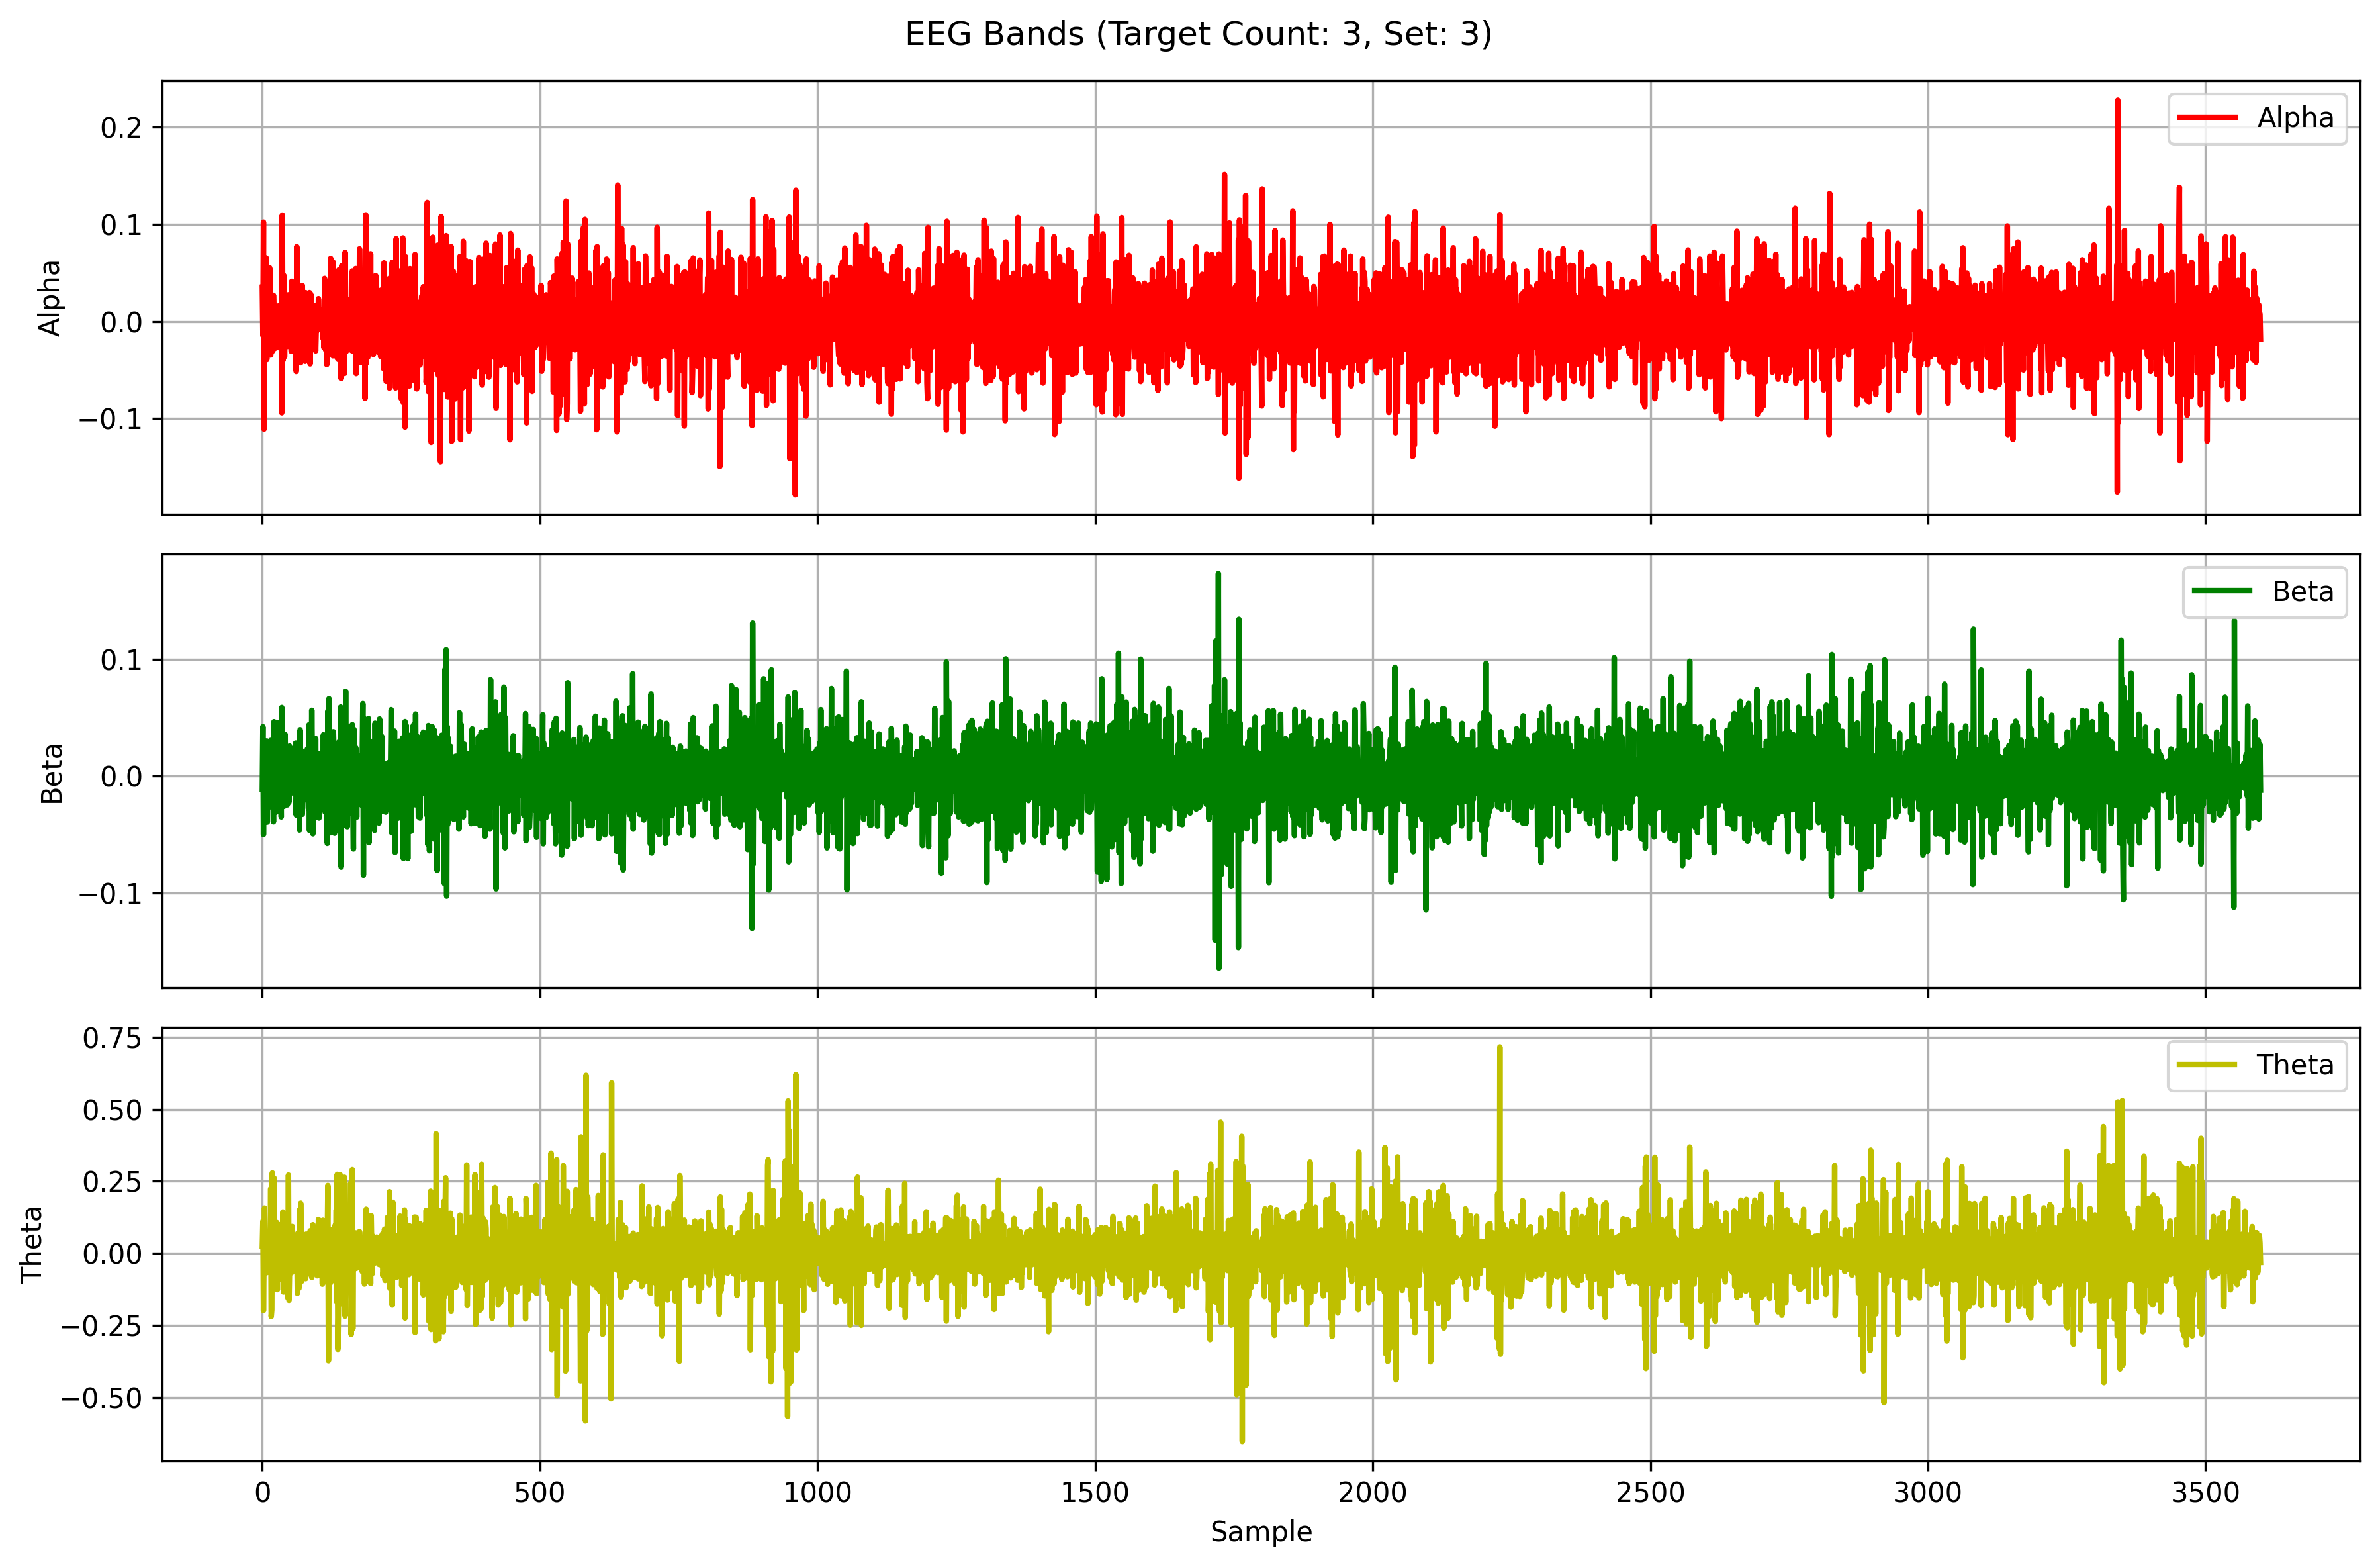 EEG Bands (Target Count: 3, Set: 3)
Alpha
0.2
0.1
0.0
−0.1
Alpha
Beta
0.1
0.0
−0.1
Beta
Theta
0.75
0.50
0.25
0.00
−0.25
−0.50
Theta
0 500 1000 1500 2000 2500 3000 3500
Sample